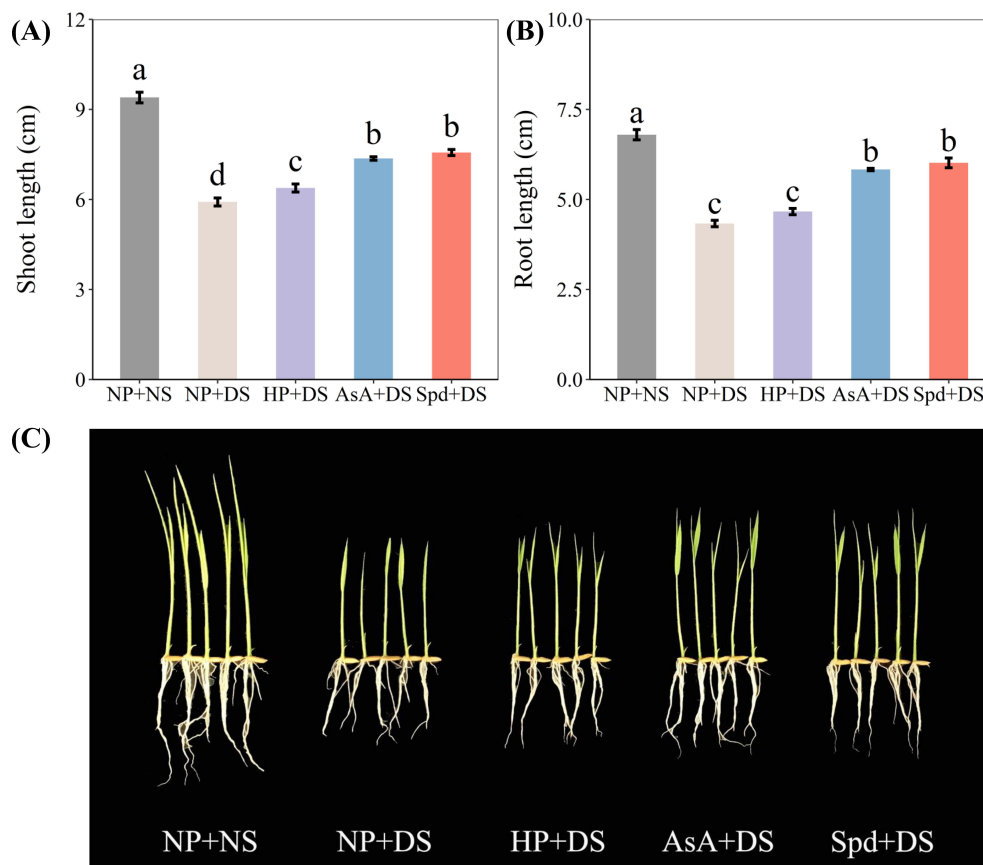 (A)
Shoot length (cm)
12
9
6
3
0
a
d
c
b
b
NP+NS NP+DS HP+DS AsA+DS Spd+DS
(B)
Root length (cm)
10.0
7.5
5.0
2.5
0.0
a
c
c
b
b
NP+NS NP+DS HP+DS AsA+DS Spd+DS
(C)
NP+NS NP+DS HP+DS AsA+DS Spd+DS